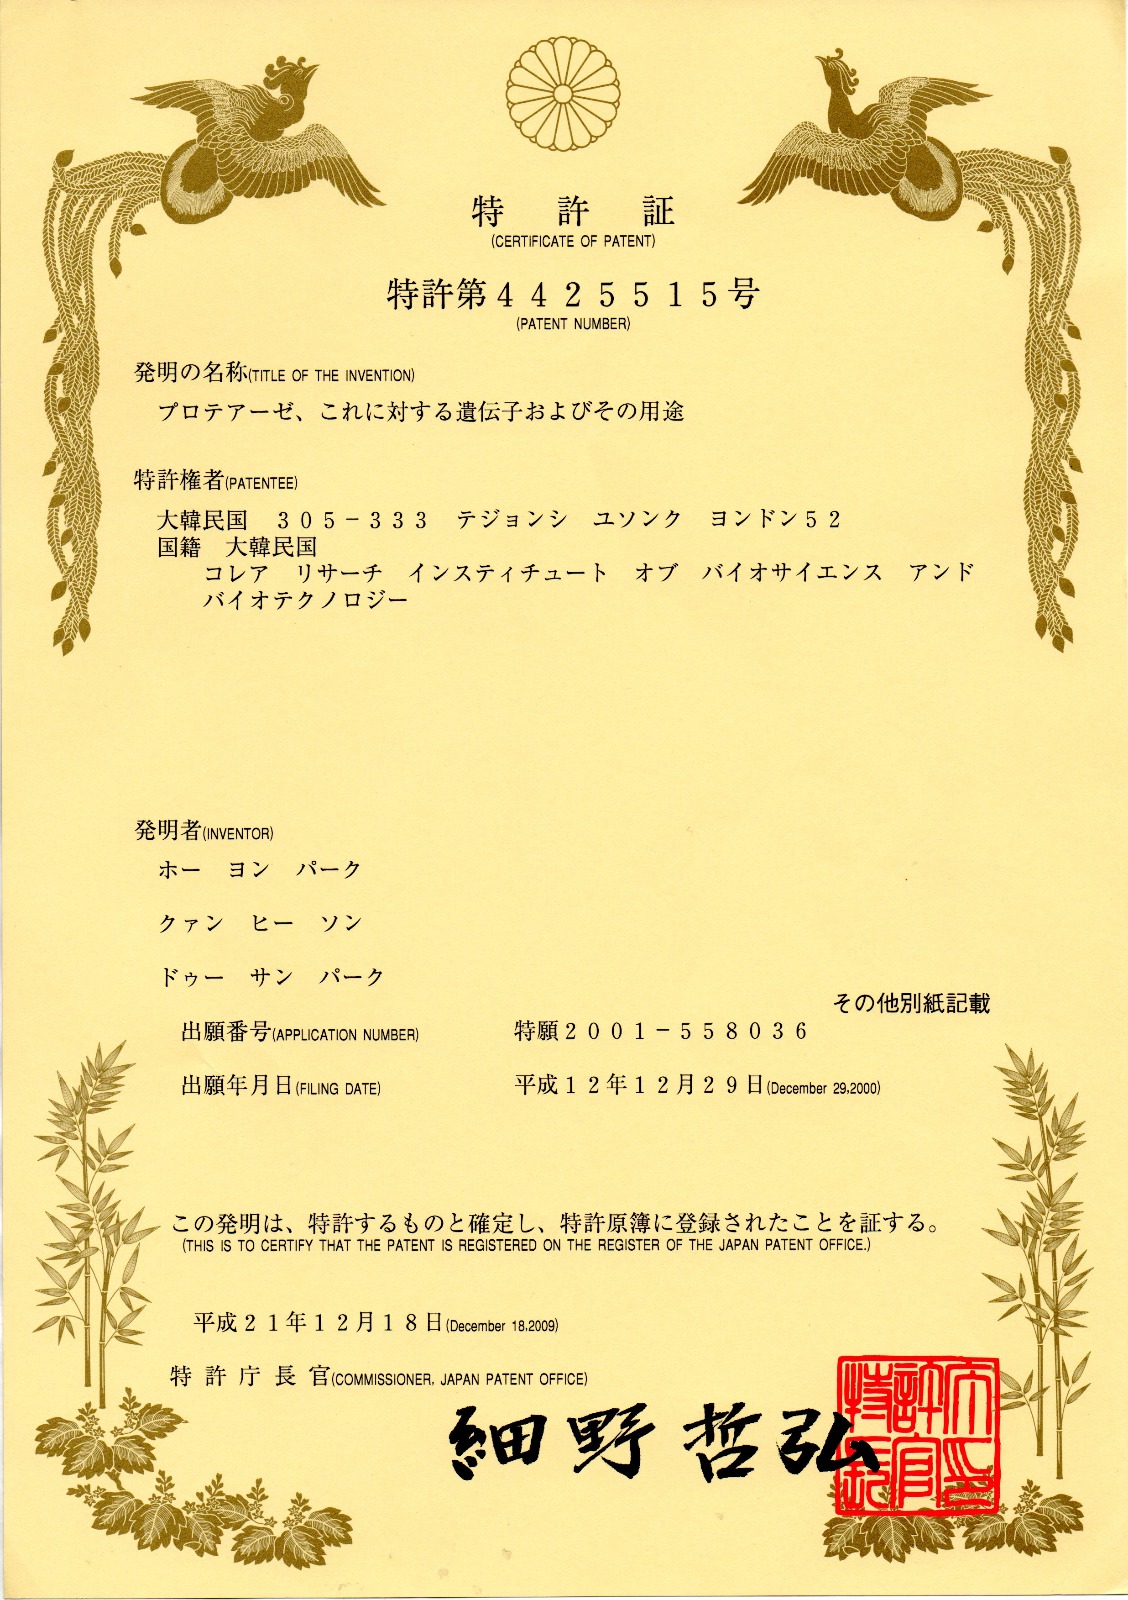 特　許　証
(CERTIFICATE OF PATENT)
特許第４４２５５１５号
(PATENT NUMBER)
発明の名称(TITLE OF THE INVENTION)
プロテアーゼ、これに対する遺伝子およびその用途
特許権者(PATENTEE)
大韓民国　３０５－３３３　テジョンシ　ユソンク　ヨンドン５２
国籍　大韓民国
コレア　リサーチ　インスティチュート　オブ　バイオサイエンス　アンド
バイオテクノロジー
発明者(INVENTOR)
ホー　ヨン　パーク
クァン　ヒー　ソン
ドゥー　サン　パーク
その他別紙記載
出願番号(APPLICATION NUMBER)　特願２００１－５５８０３６
出願年月日(FILING DATE)　平成１２年１２月２９日(December 29,2000)
この発明は、特許するものと確定し、特許原簿に登録されたことを証する。
(THIS IS TO CERTIFY THAT THE PATENT IS REGISTERED ON THE REGISTER OF THE JAPAN PATENT OFFICE.)
平成２１年１２月１８日(December 18,2009)
特許庁長官(COMMISSIONER, JAPAN PATENT OFFICE)
細野哲弘